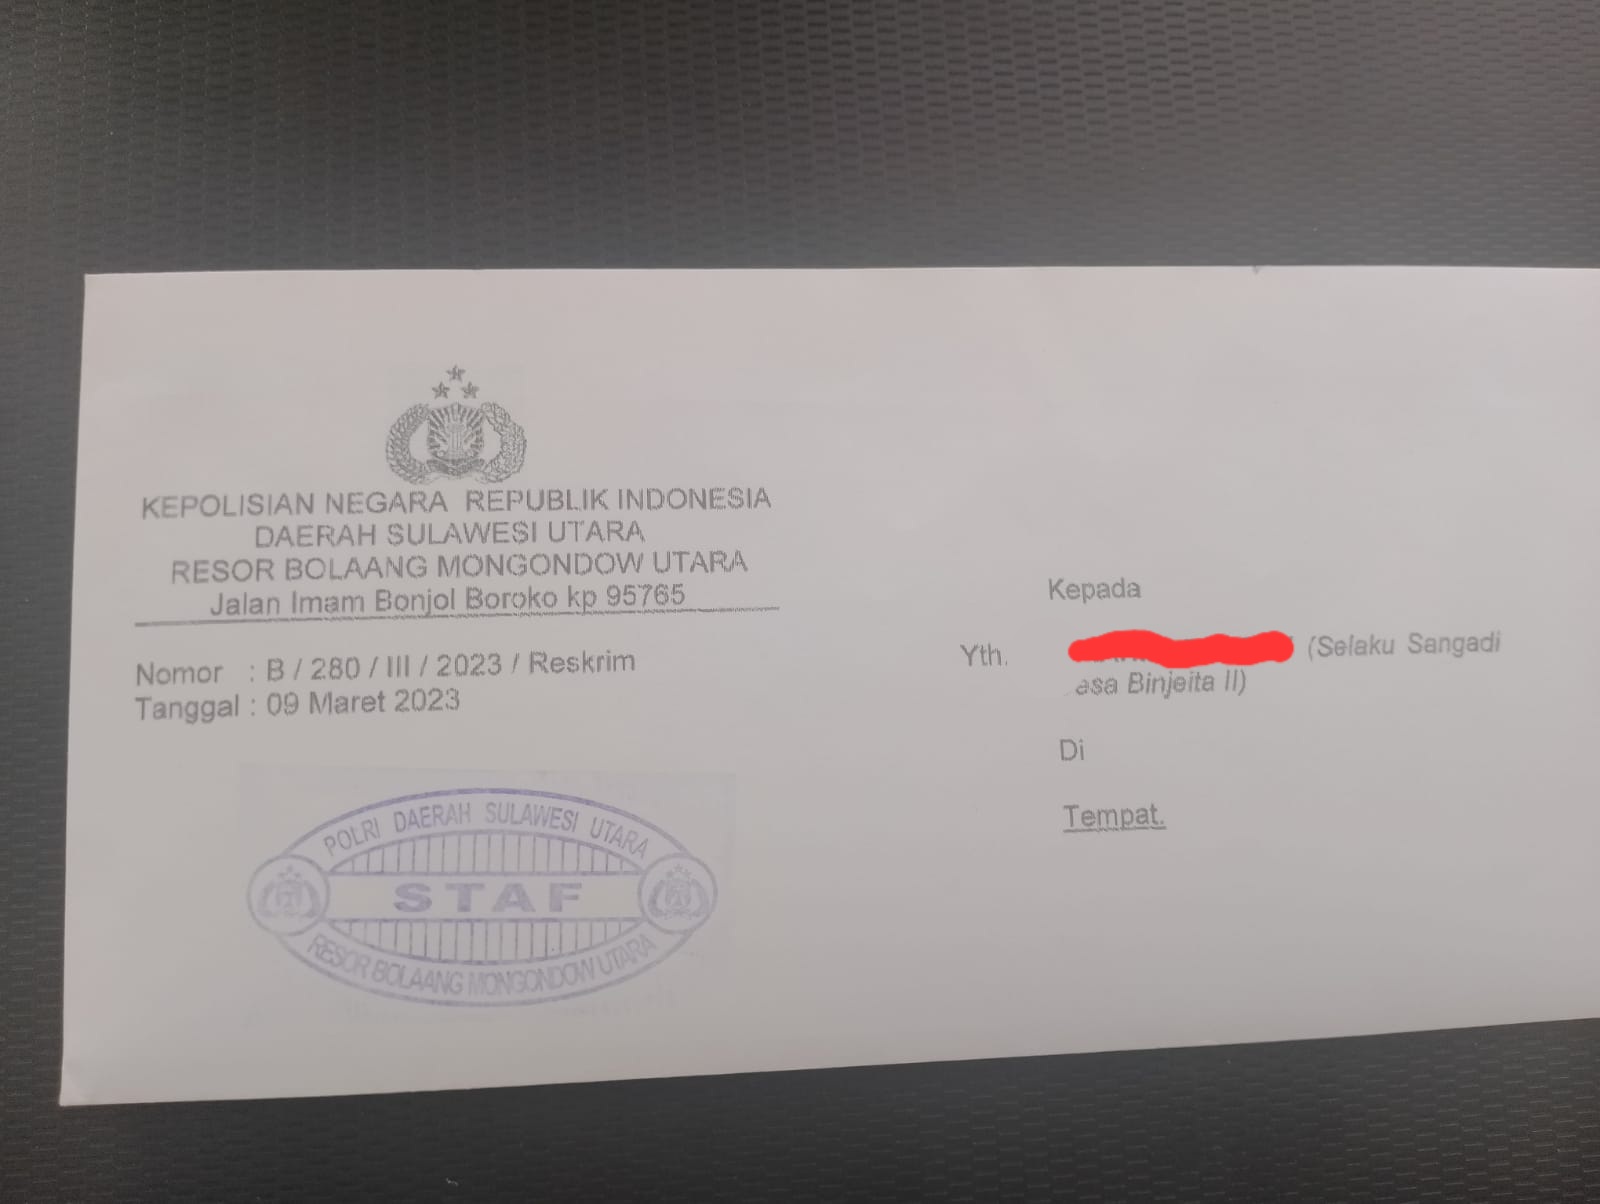 KEPOLISIAN NEGARA REPUBLIK INDONESIA
DAERAH SULAWESI UTARA
RESOR BOLAANG MONGONDOW UTARA
Jalan Imam Bonjol Boroko kp 95765
Nomor : B / 280 / III / 2023 / Reskrim
Tanggal : 09 Maret 2023
POLRI DAERAH SULAWESI UTARA
STAF
RESOR BOLAANG MONGONDOW UTARA
Kepada
Yth. (Selaku Sangadi
asa Binjeita II)
Di
Tempat.